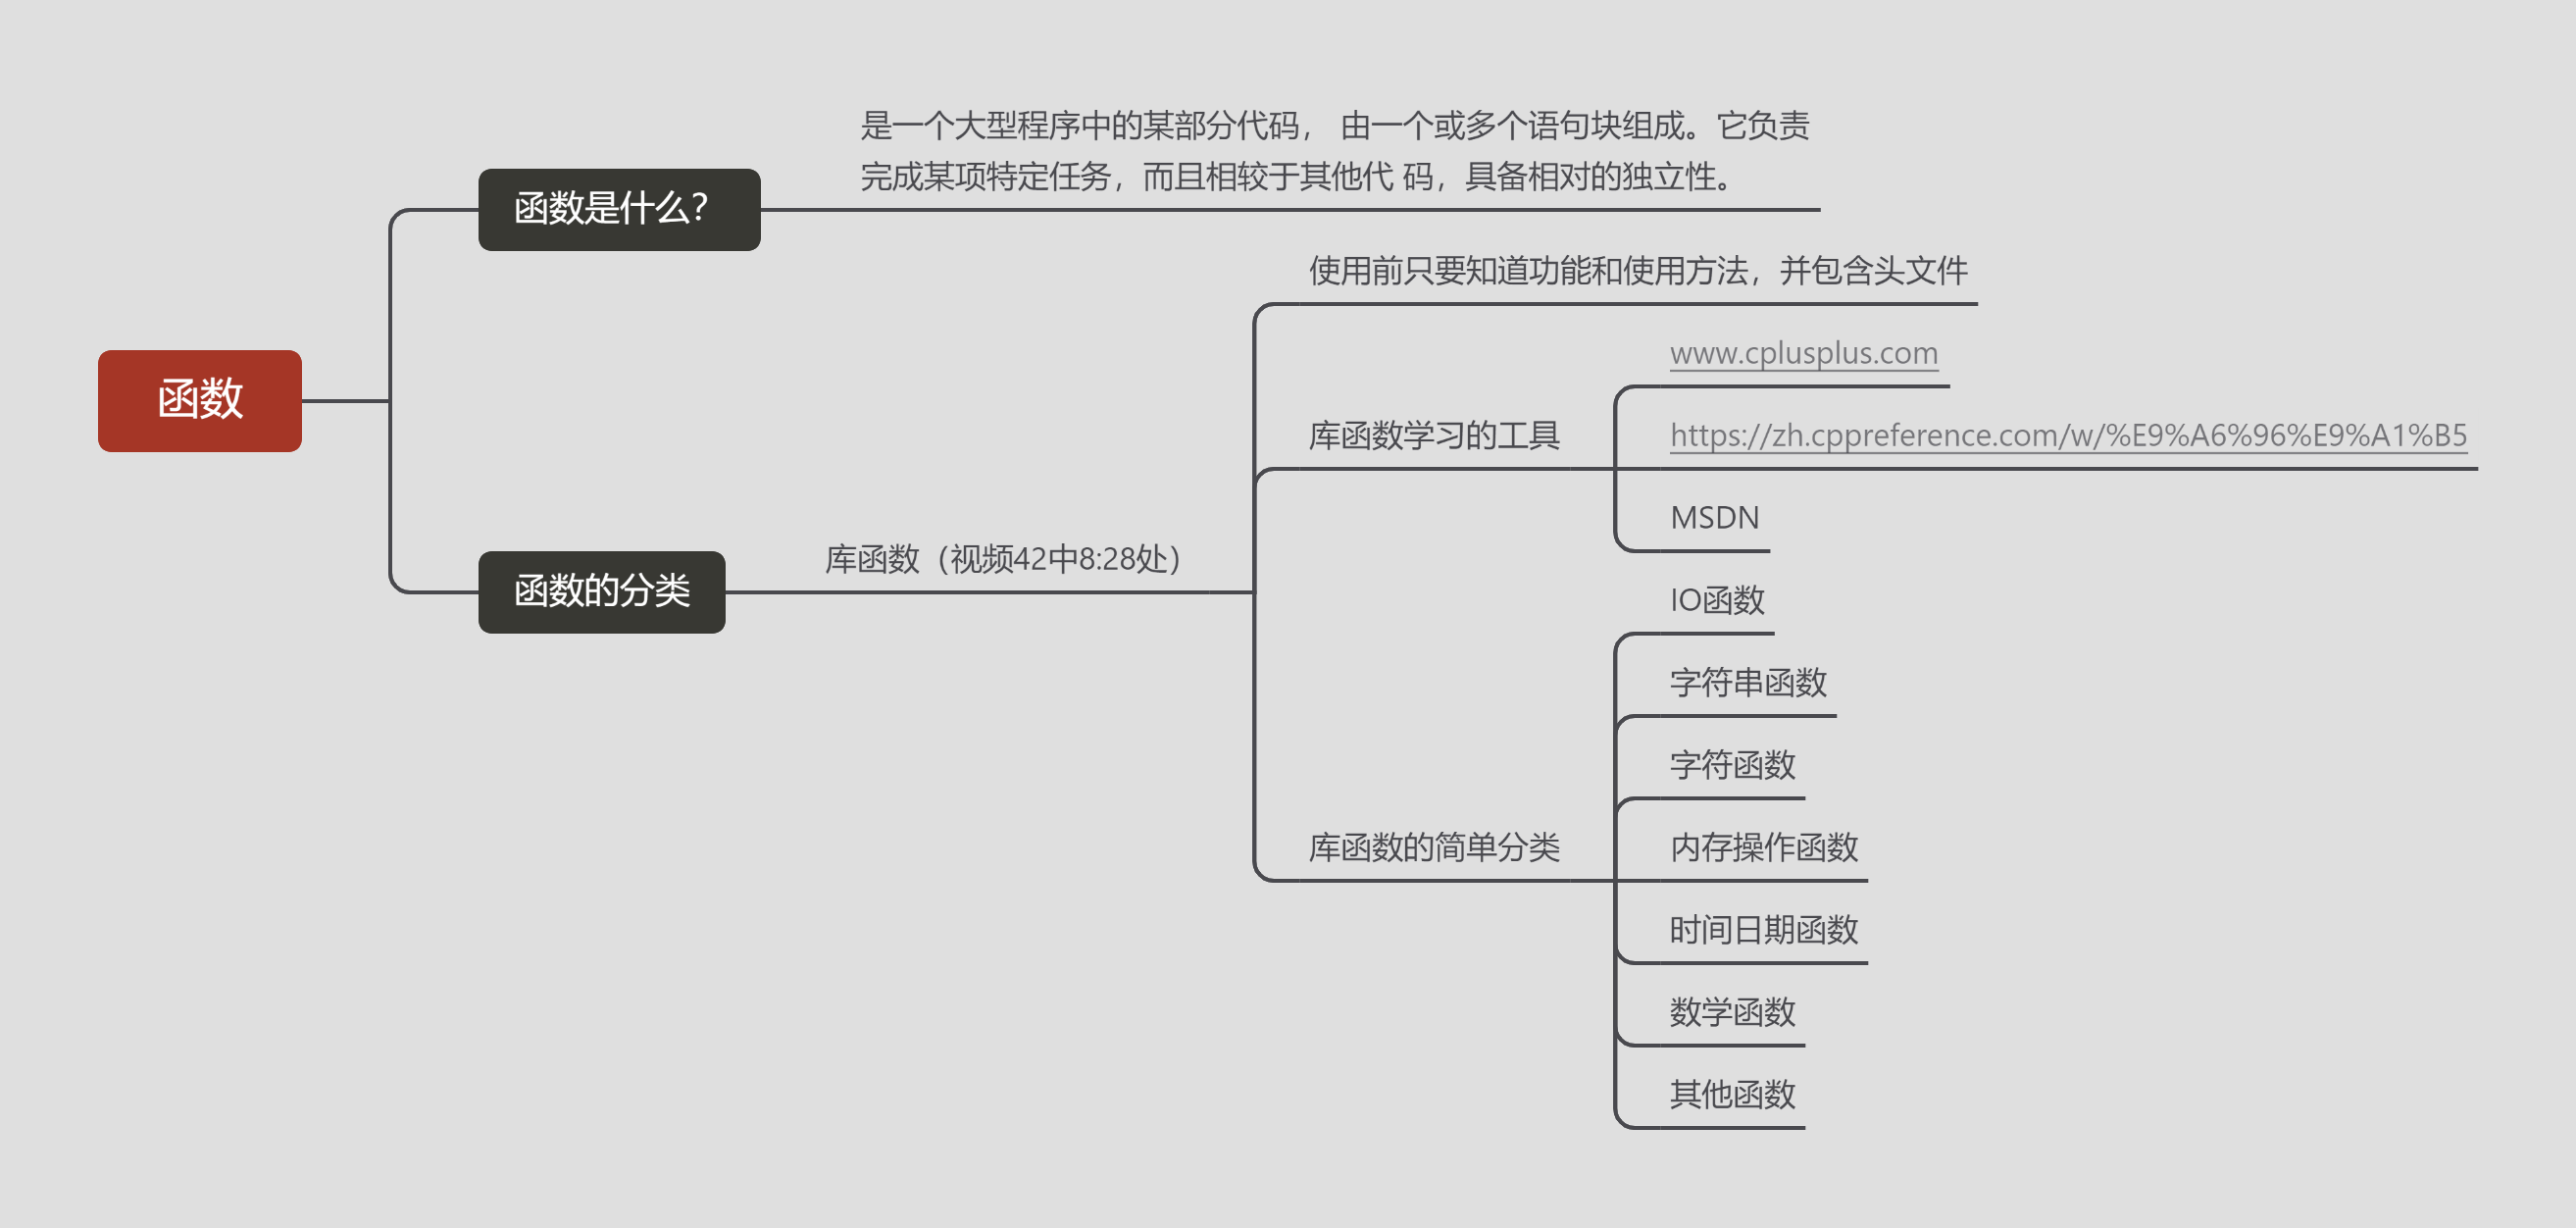 函数
函数是什么？
是一个大型程序中的某部分代码， 由一个或多个语句块组成。它负责
完成某项特定任务，而且相较于其他代 码，具备相对的独立性。
函数的分类
库函数（视频42中8:28处）
使用前只要知道功能和使用方法，并包含头文件
库函数学习的工具
www.cplusplus.com
https://zh.cppreference.com/w/%E9%A6%96%E9%A1%B5
MSDN
库函数的简单分类
IO函数
字符串函数
字符函数
内存操作函数
时间日期函数
数学函数
其他函数